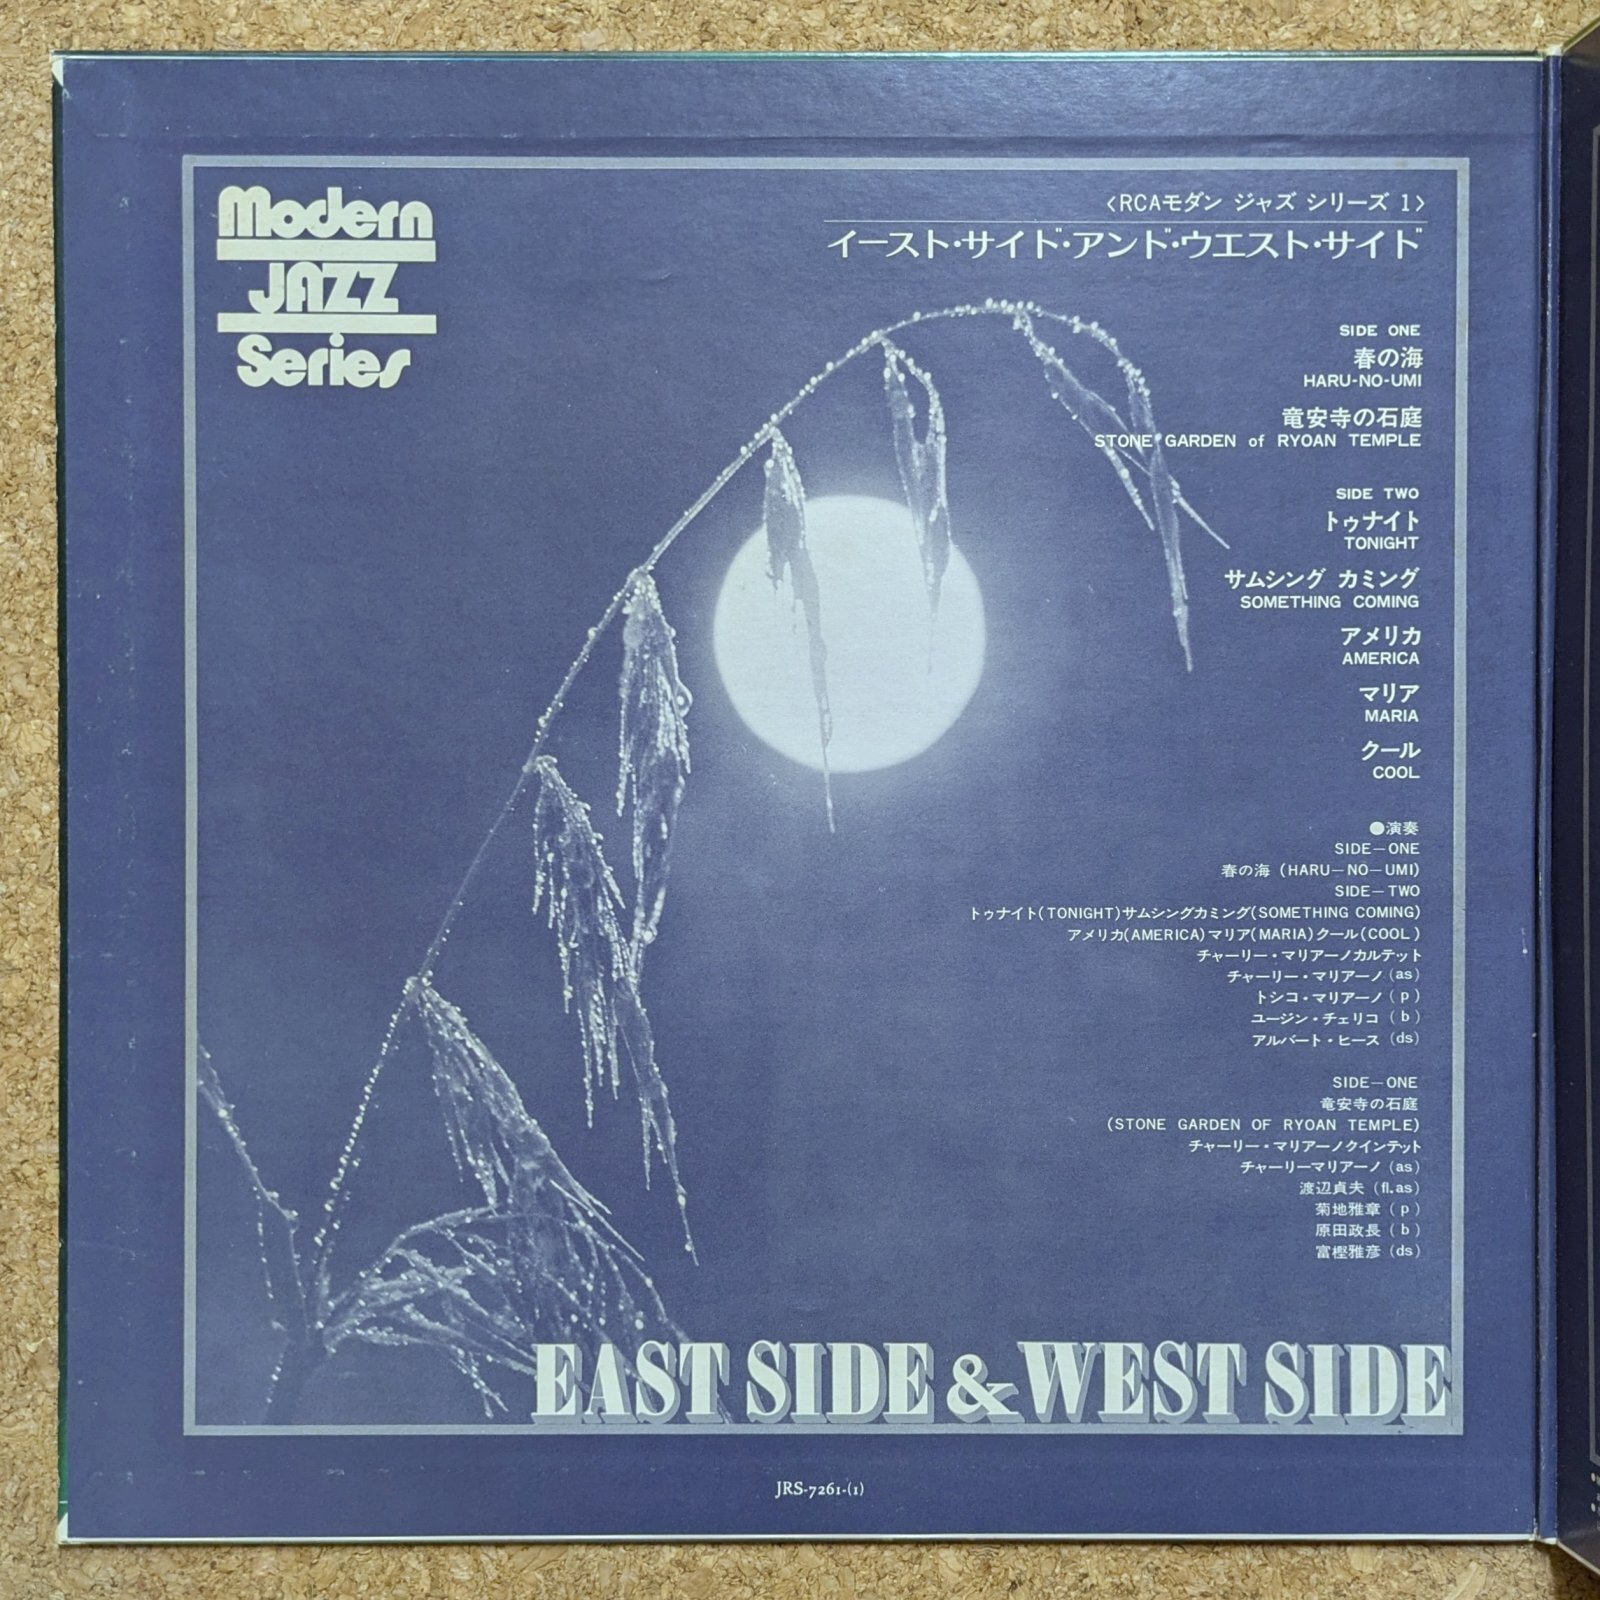 Modern
JAZZ
Series
<RCAモダン ジャズ シリーズ 1>
イースト・サイド・アンド・ウエスト・サイド
SIDE ONE
春の海
HARU-NO-UMI
竜安寺の石庭
STONE GARDEN of RYOAN TEMPLE
SIDE TWO
トゥナイト
TONIGHT
サムシング カミング
SOMETHING COMING
アメリカ
AMERICA
マリア
MARIA
クール
COOL
●演奏
SIDE—ONE
春の海 (HARU—NO—UMI)
SIDE—TWO
トゥナイト(TONIGHT)サムシングカミング(SOMETHING COMING)
アメリカ(AMERICA)マリア(MARIA)クール(COOL)
チャーリー・マリアーノカルテット
チャーリー・マリアーノ (as)
トシコ・マリアーノ (p)
ユージン・チェリコ (b)
アルバート・ヒース (ds)
SIDE—ONE
竜安寺の石庭
(STONE GARDEN OF RYOAN TEMPLE)
チャーリー・マリアーノクインテット
チャーリーマリアーノ (as)
渡辺貞夫 (fl.as)
菊地雅章 (p)
原田政長 (b)
富樫雅彦 (ds)
EAST SIDE & WEST SIDE
JRS-7261-(1)